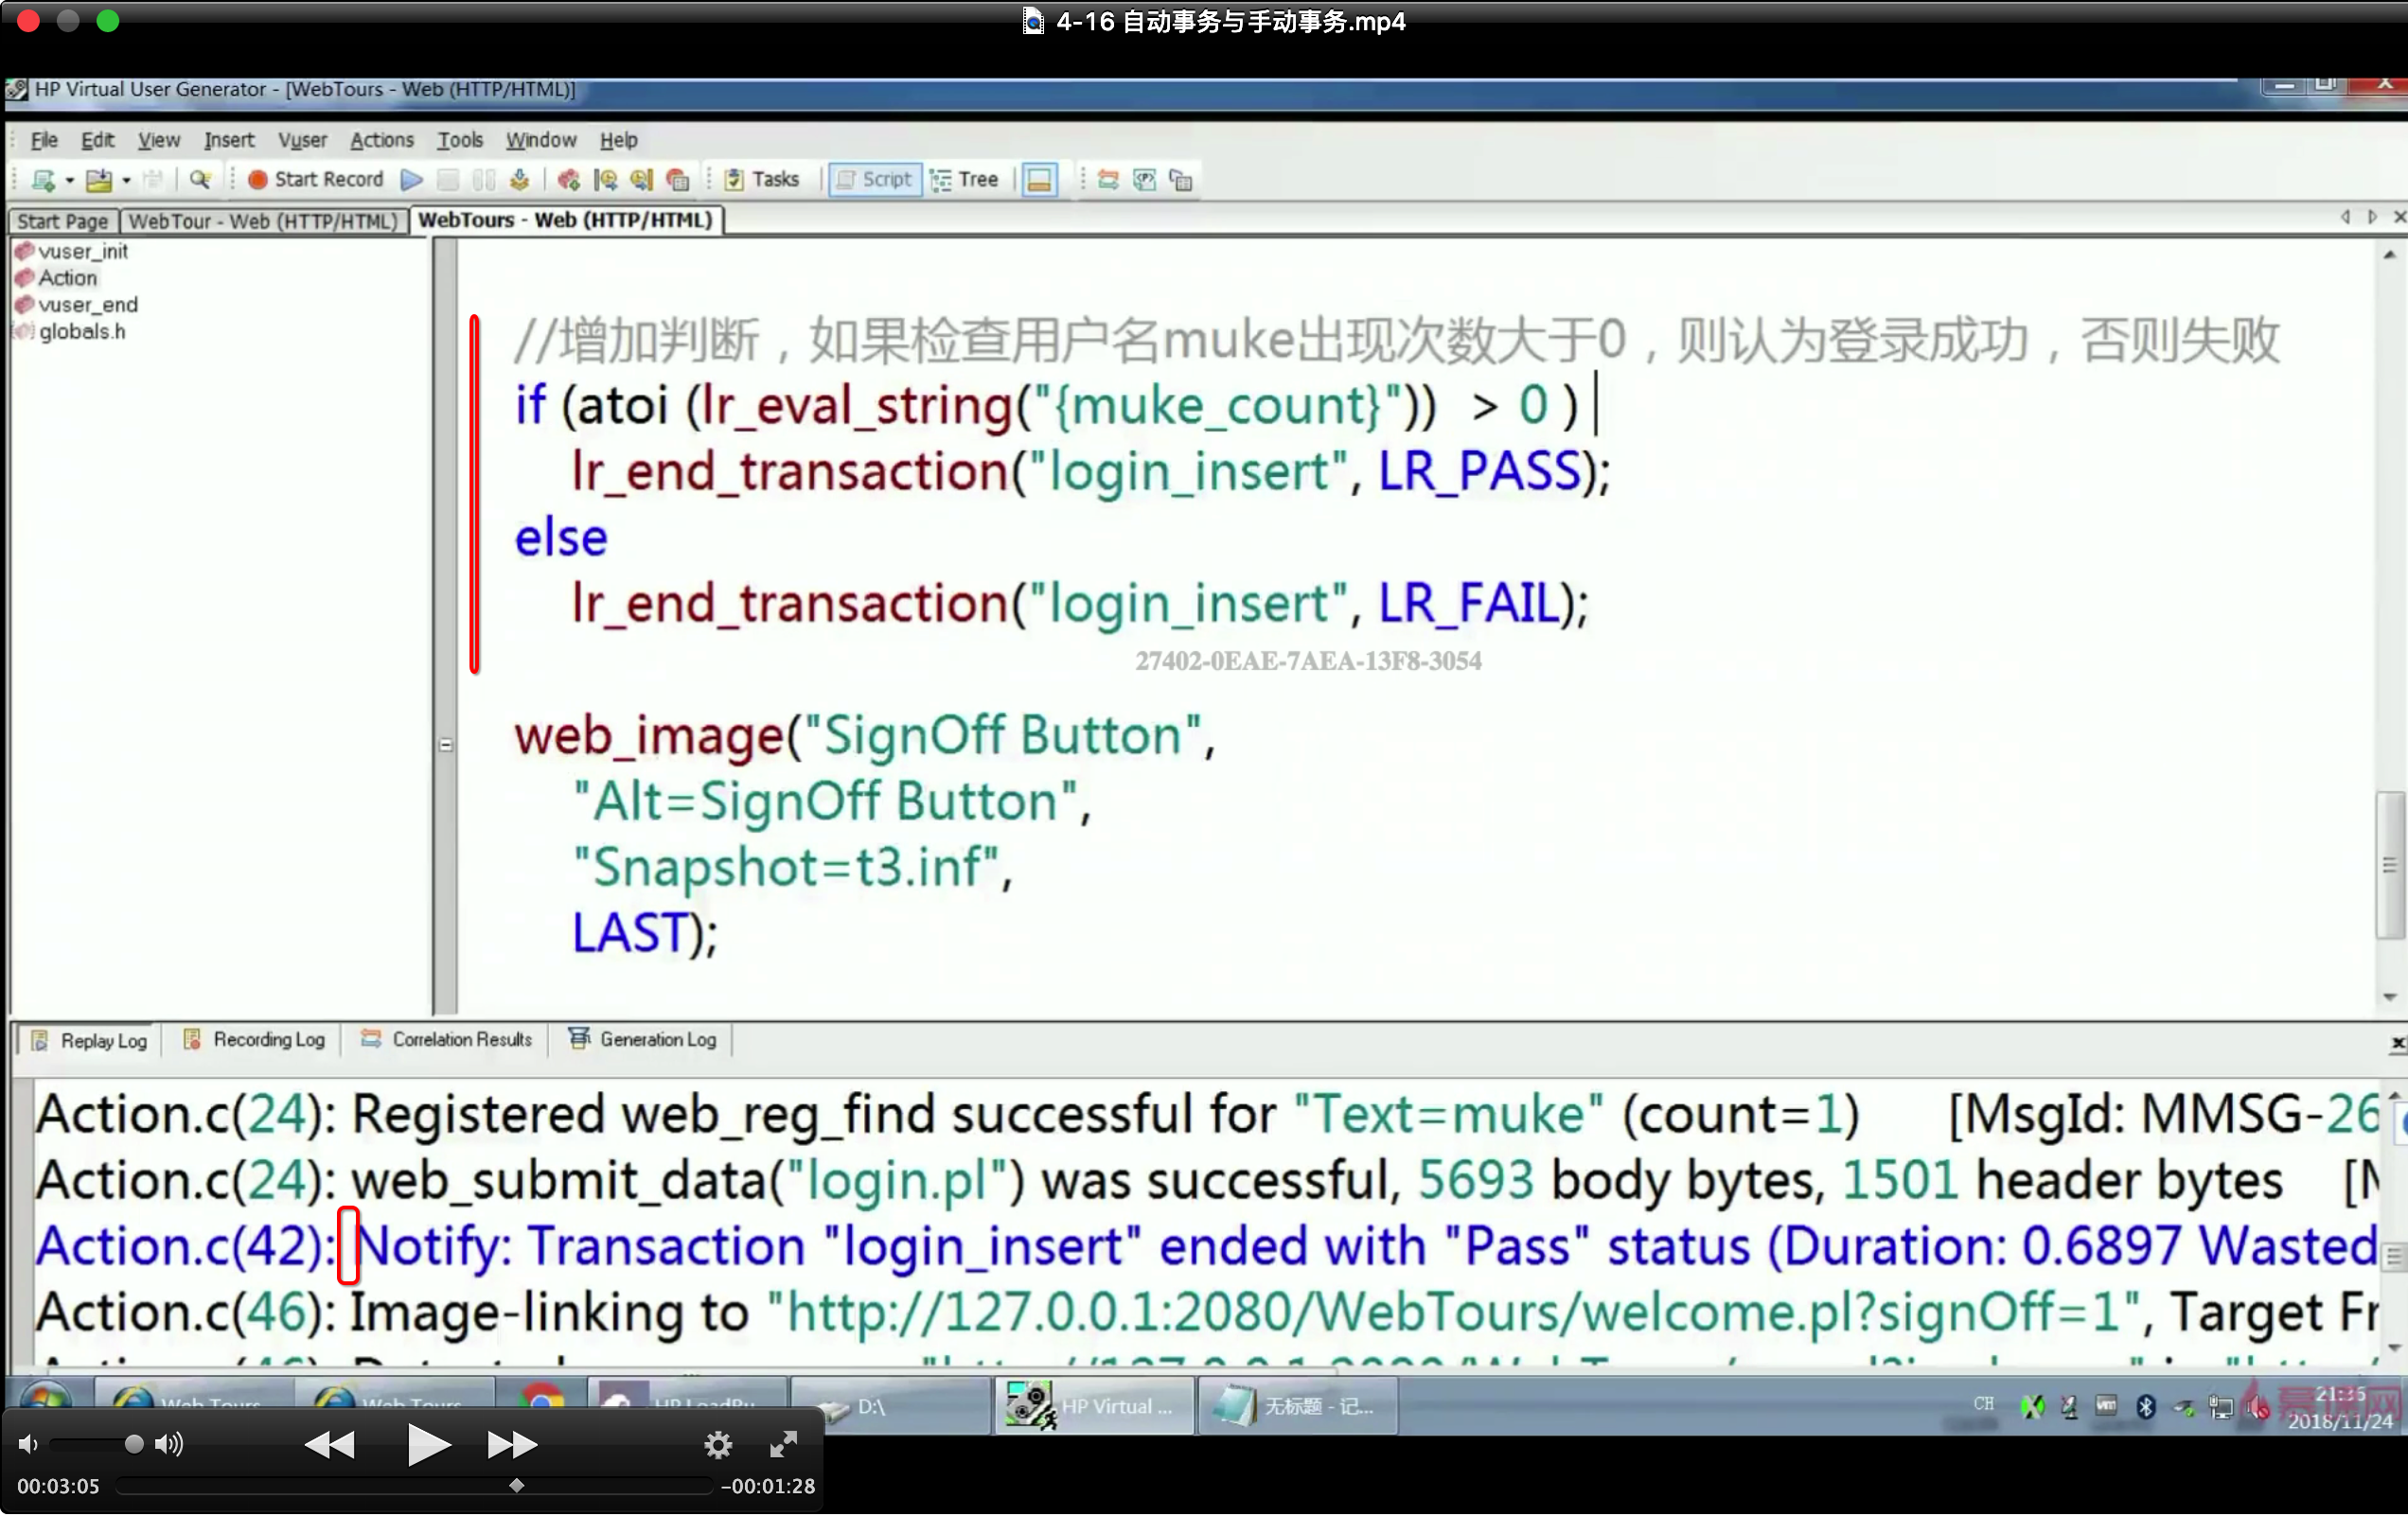 4-16 自动事务与手动事务.mp4
HP Virtual User Generator - [WebTours - Web (HTTP/HTML)]
File Edit View Insert Vuser Actions Tools Window Help
Start Record Tasks Script Tree
Start Page WebTour - Web (HTTP/HTML) WebTours - Web (HTTP/HTML)
vuser_init
Action
vuser_end
globals.h
//增加判断，如果检查用户名muke出现次数大于0，则认为登录成功，否则失败
if (atoi (lr_eval_string("{muke_count}")) > 0 )
lr_end_transaction("login_insert", LR_PASS);
else
lr_end_transaction("login_insert", LR_FAIL);
27402-0EAE-7AEA-13F8-3054
web_image("SignOff Button",
"Alt=SignOff Button",
"Snapshot=t3.inf",
LAST);
Replay Log Recording Log Correlation Results Generation Log
Action.c(24): Registered web_reg_find successful for "Text=muke" (count=1) [MsgId: MMSG-26
Action.c(24): web_submit_data("login.pl") was successful, 5693 body bytes, 1501 header bytes [M
Action.c(42): Notify: Transaction "login_insert" ended with "Pass" status (Duration: 0.6897 Wasted
Action.c(46): Image-linking to "http://127.0.0.1:2080/WebTours/welcome.pl?signOff=1", Target Fr
Web Tours Web Tours HP LoadRu D:\ HP Virtual ... 无标题 - 记... CH 慕课网
2018/11/24
00:03:05 -00:01:28